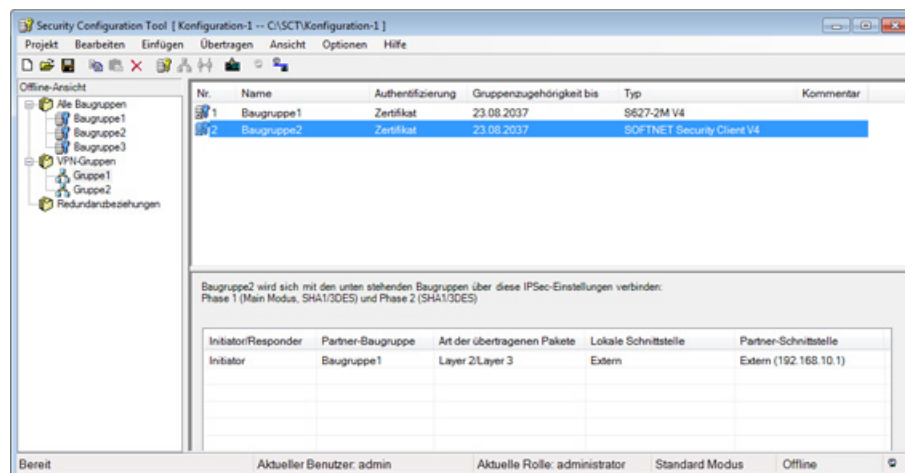 Security Configuration Tool [ Konfiguration-1 -- C:\SCT\Konfiguration-1 ]
Projekt Bearbeiten Einfügen Übertragen Ansicht Optionen Hilfe
Offline-Ansicht
Alle Baugruppen
Baugruppe1
Baugruppe2
Baugruppe3
VPN-Gruppen
Gruppe1
Gruppe2
Redundanzbeziehungen
Nr. Name Authentifizierung Gruppenzugehörigkeit bis Typ Kommentar
1 Baugruppe1 Zertifikat 23.08.2037 S627-2M V4
2 Baugruppe2 Zertifikat 23.08.2037 SOFTNET Security Client V4
Baugruppe2 wird sich mit den unten stehenden Baugruppen über diese IPSec-Einstellungen verbinden:
Phase 1 (Main Modus, SHA1/3DES) und Phase 2 (SHA1/3DES)
Initiator/Responder Partner-Baugruppe Art der übertragenen Pakete Lokale Schnittstelle Partner-Schnittstelle
Initiator Baugruppe1 Layer 2/Layer 3 Extern Extern (192.168.10.1)
Bereit Aktueller Benutzer: admin Aktuelle Rolle: administrator Standard Modus Offline